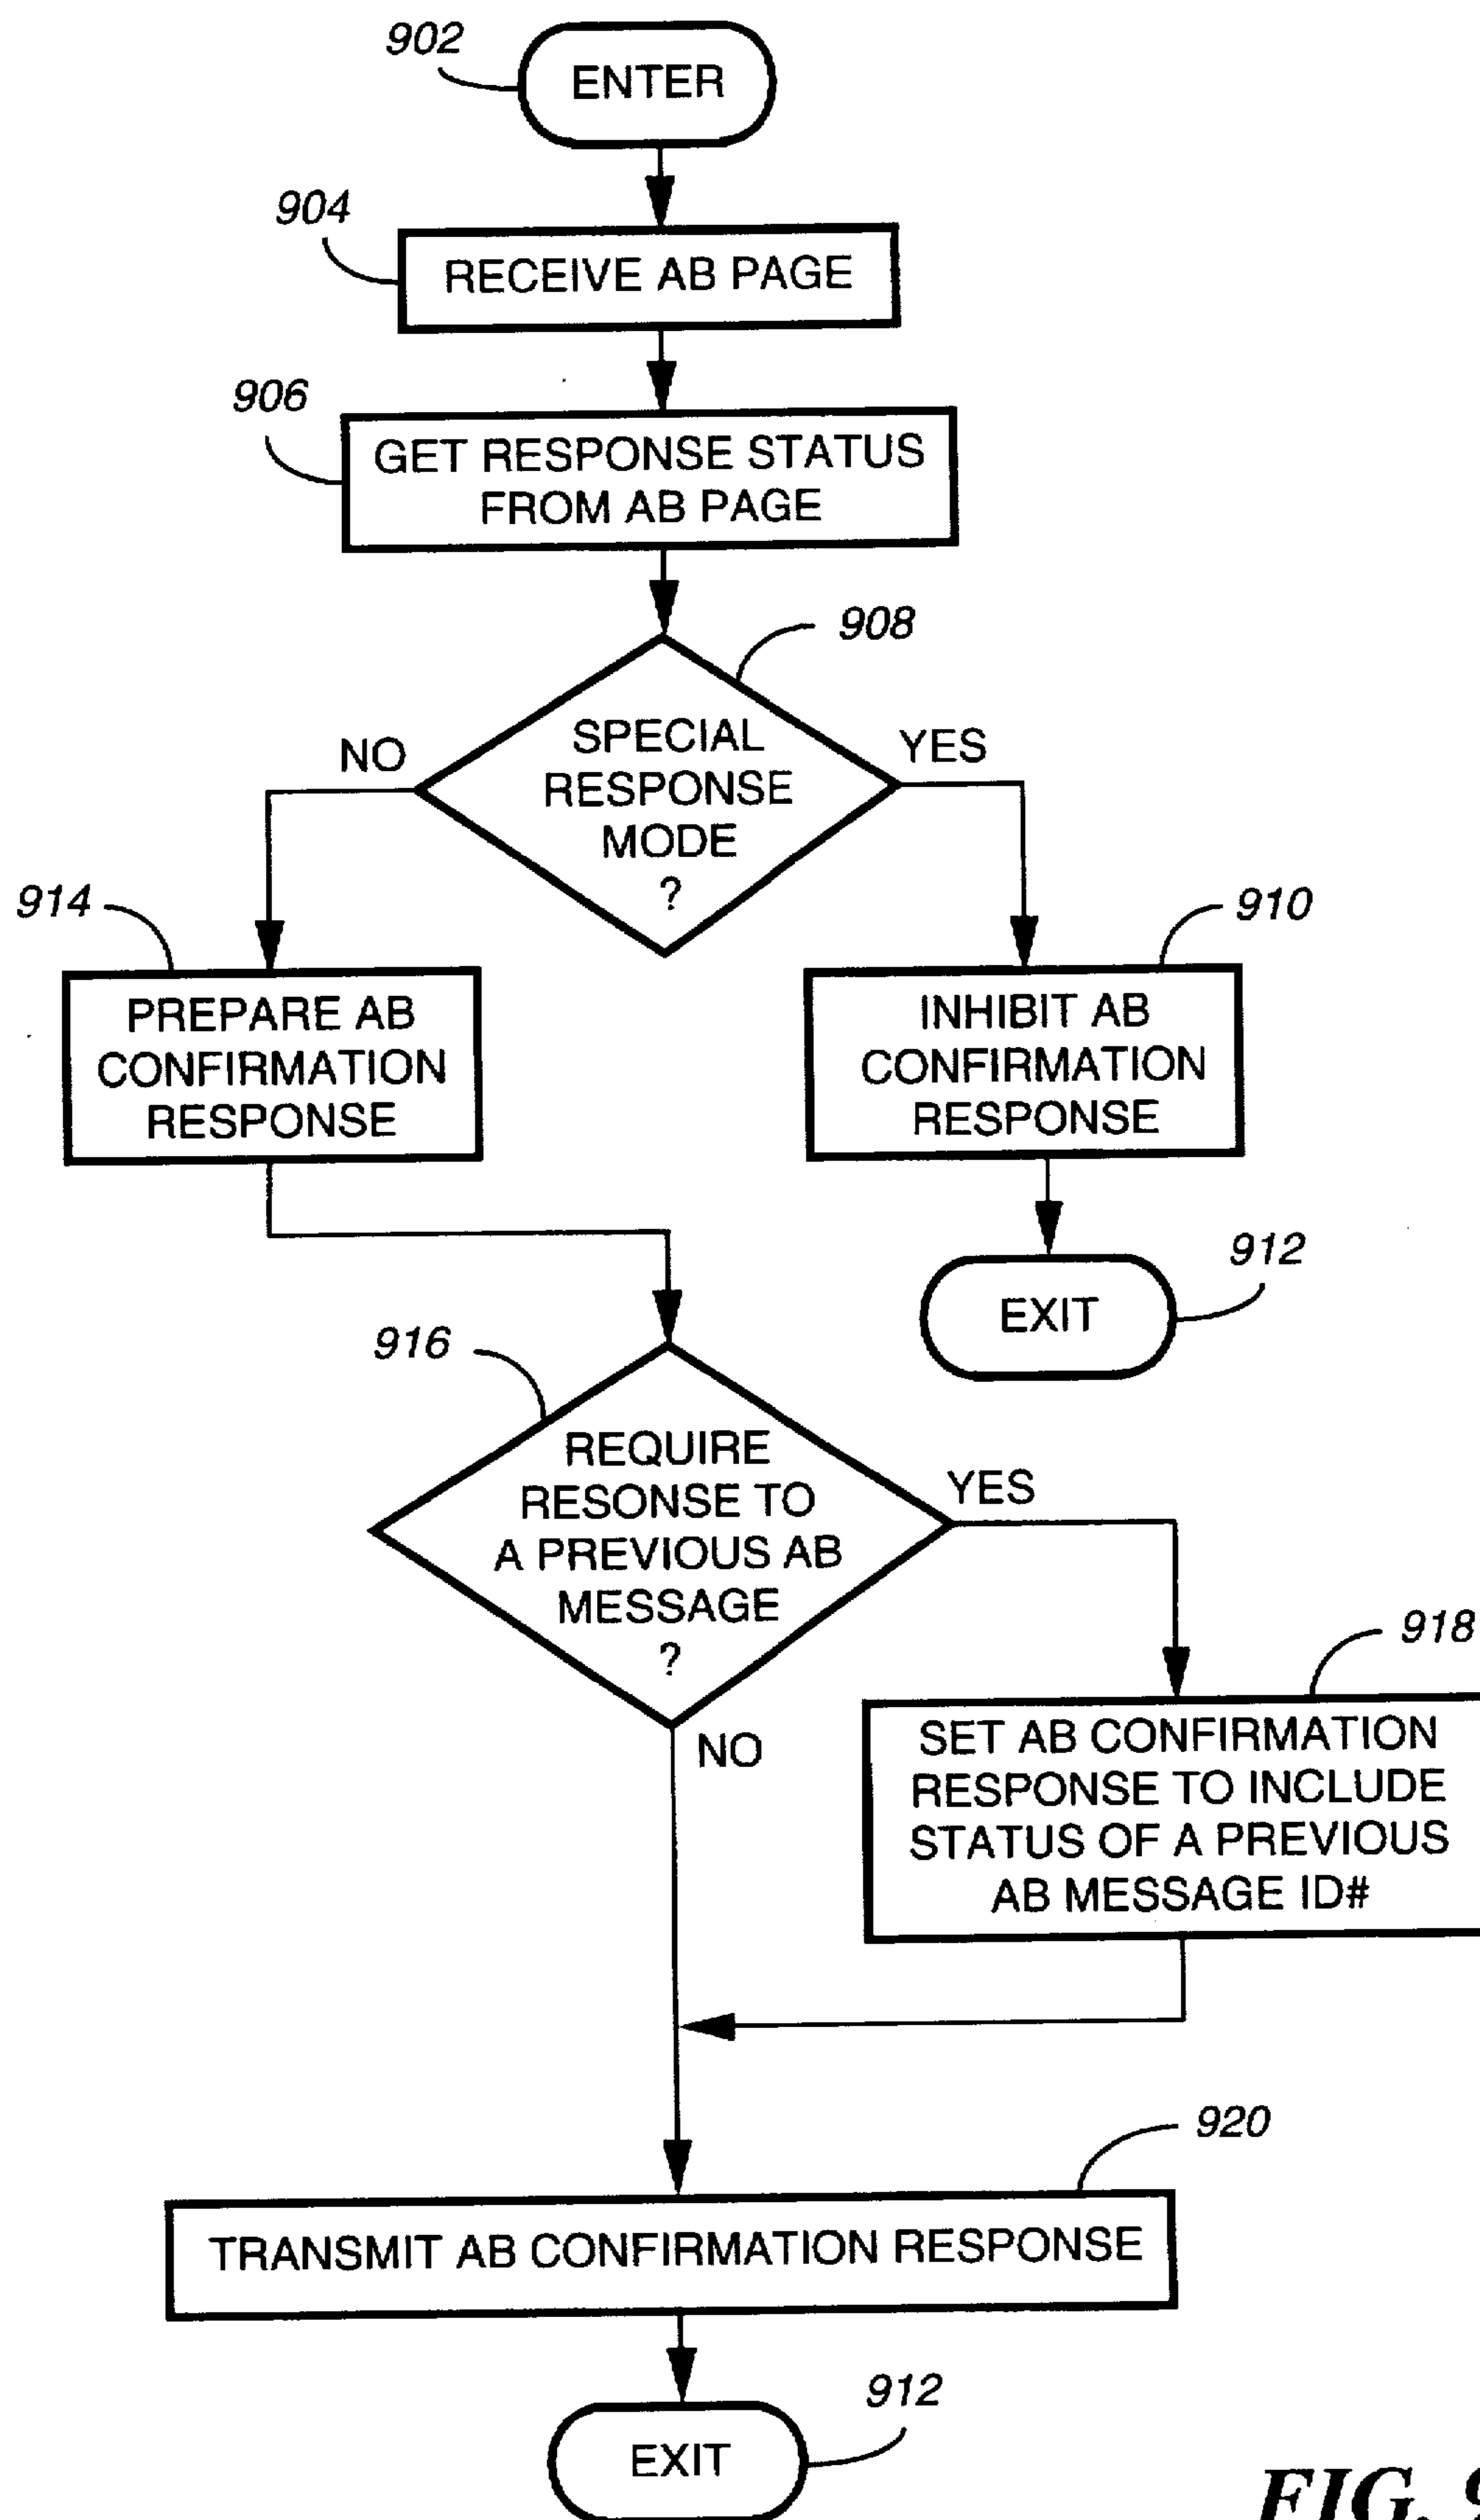 902
ENTER
904
RECEIVE AB PAGE
906
GET RESPONSE STATUS
FROM AB PAGE
908
SPECIAL
RESPONSE
MODE
?
NO
YES
914
910
PREPARE AB
CONFIRMATION
RESPONSE
INHIBIT AB
CONFIRMATION
RESPONSE
912
EXIT
916
REQUIRE
RESONSE TO
A PREVIOUS AB
MESSAGE
?
YES
NO
918
SET AB CONFIRMATION
RESPONSE TO INCLUDE
STATUS OF A PREVIOUS
AB MESSAGE ID#
920
TRANSMIT AB CONFIRMATION RESPONSE
912
EXIT
FIG.